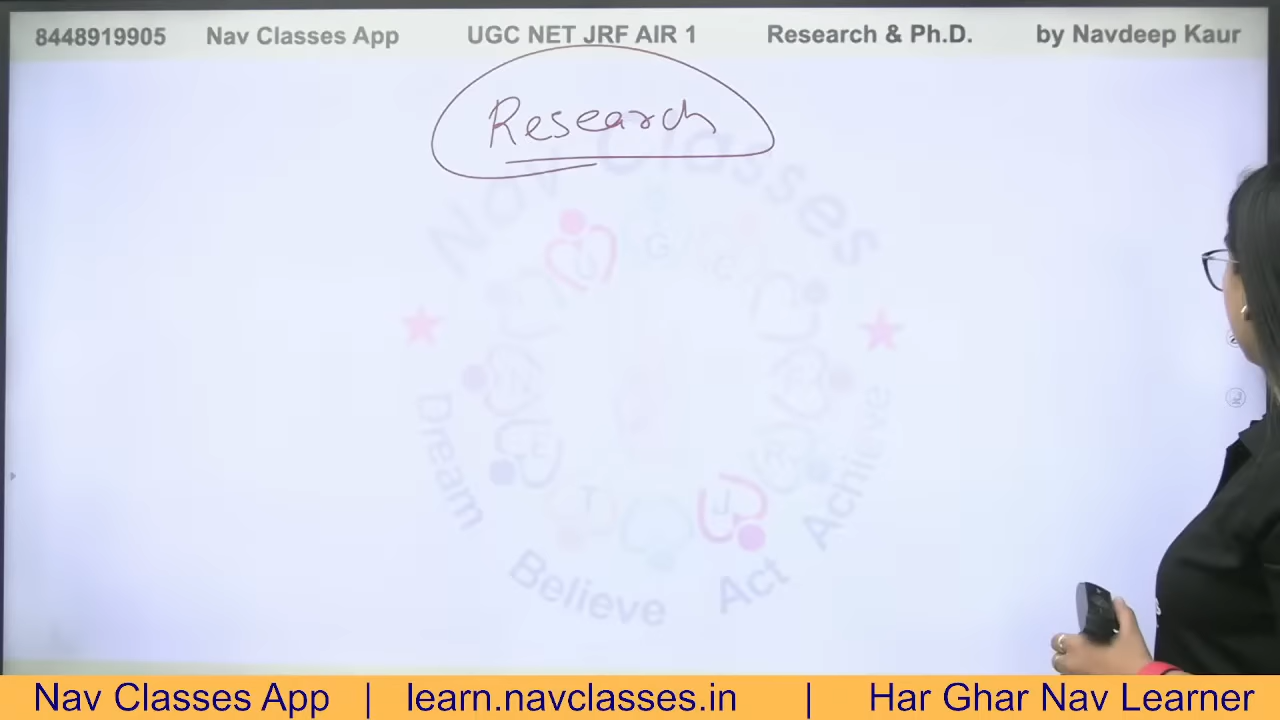 8448919905 Nav Classes App UGC NET JRF AIR 1 Research & Ph.D. by Navdeep Kaur
Research
Nav Classes
U G C
T
Dream Believe Act Achieve
Nav Classes App | learn.navclasses.in | Har Ghar Nav Learner